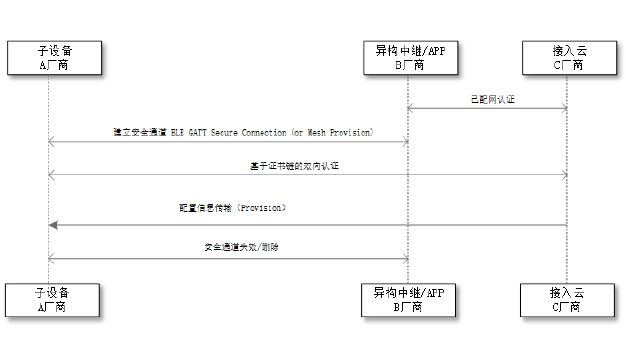 子设备
A厂商
异构中继/APP
B厂商
接入云
C厂商
已配网认证
建立安全通道 BLE GATT Secure Connection (or Mesh Provision)
基于证书链的双向认证
配置信息传输 (Provision)
安全通道失效/删除
子设备
A厂商
异构中继/APP
B厂商
接入云
C厂商